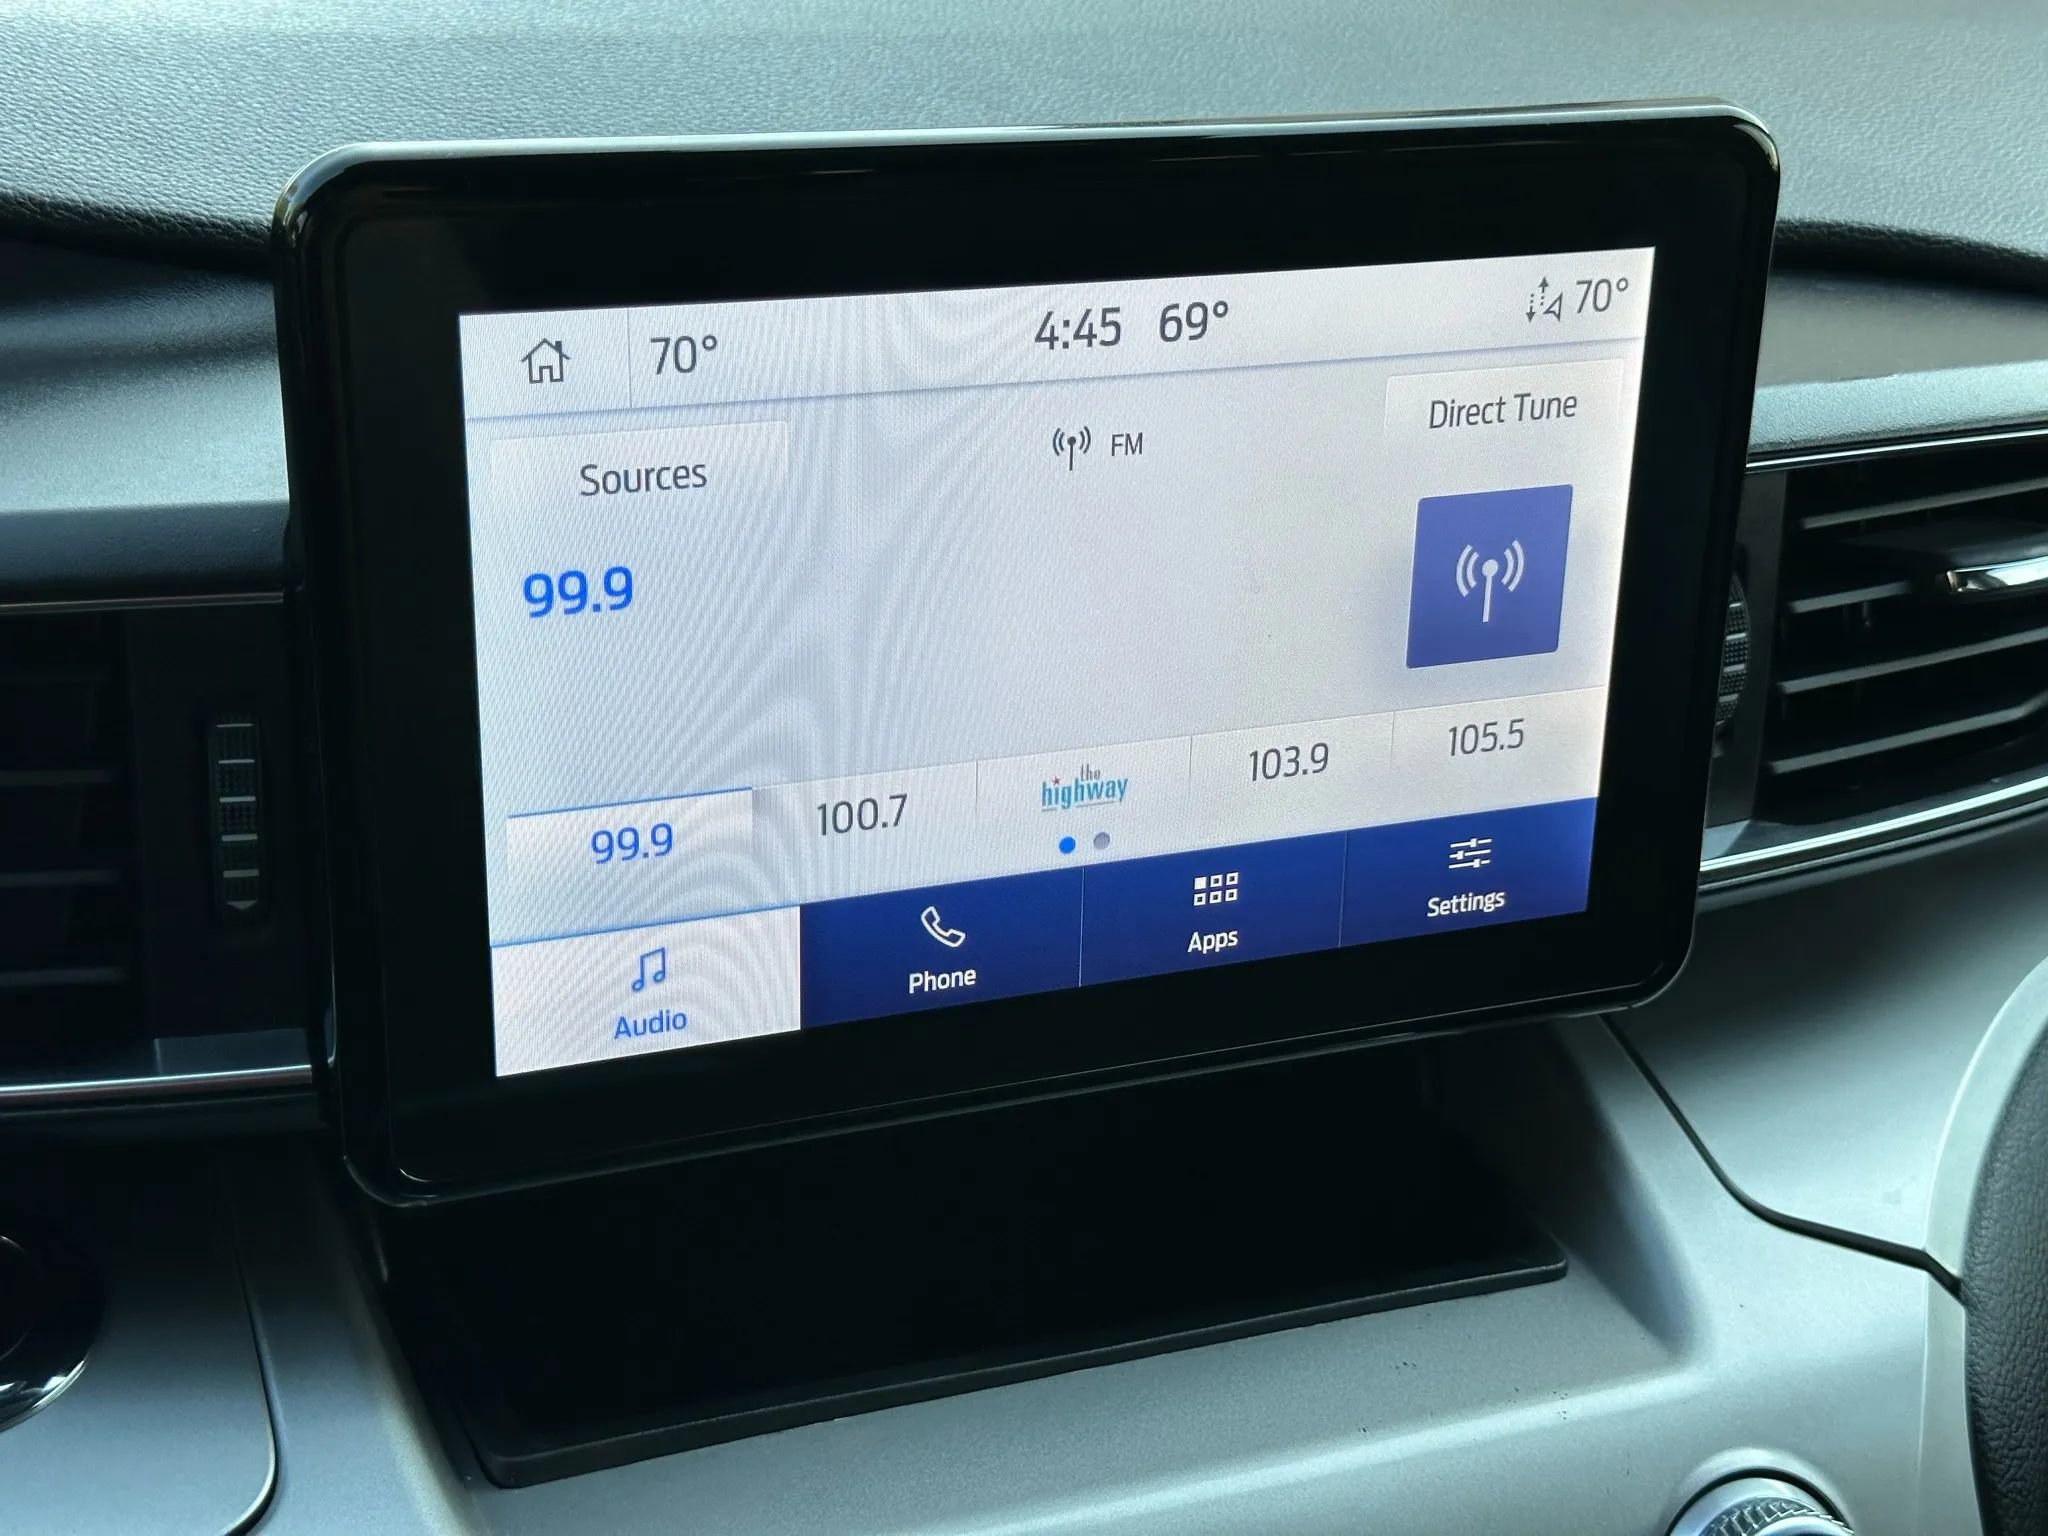 70° 4:45 69° 70°
Sources FM Direct Tune
99.9
99.9 100.7 the highway 103.9 105.5
Audio Phone Apps Settings